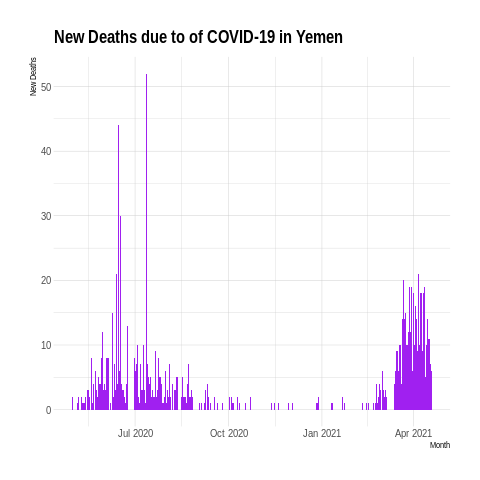 New Deaths due to of COVID-19 in Yemen
New Deaths
50
40
30
20
10
0
Jul 2020 Oct 2020 Jan 2021 Apr 2021
Month